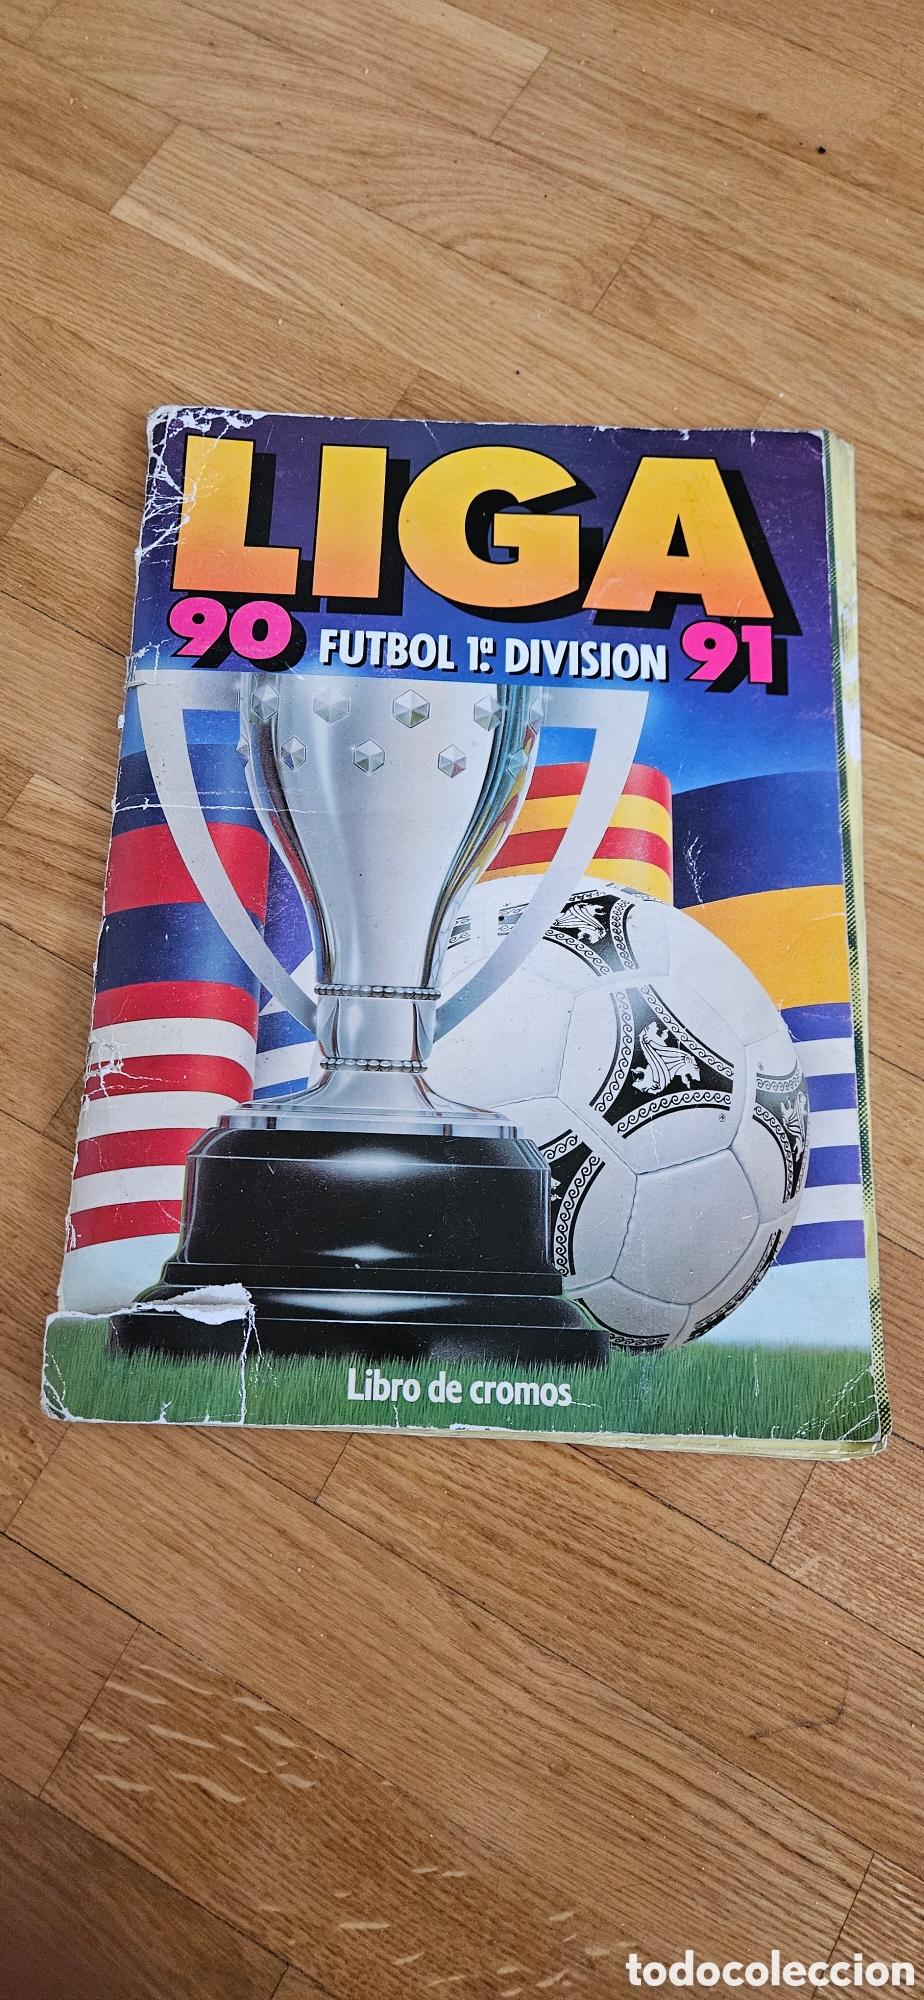 LIGA
90 FUTBOL 1ª DIVISION 91
Libro de cromos
todocoleccion